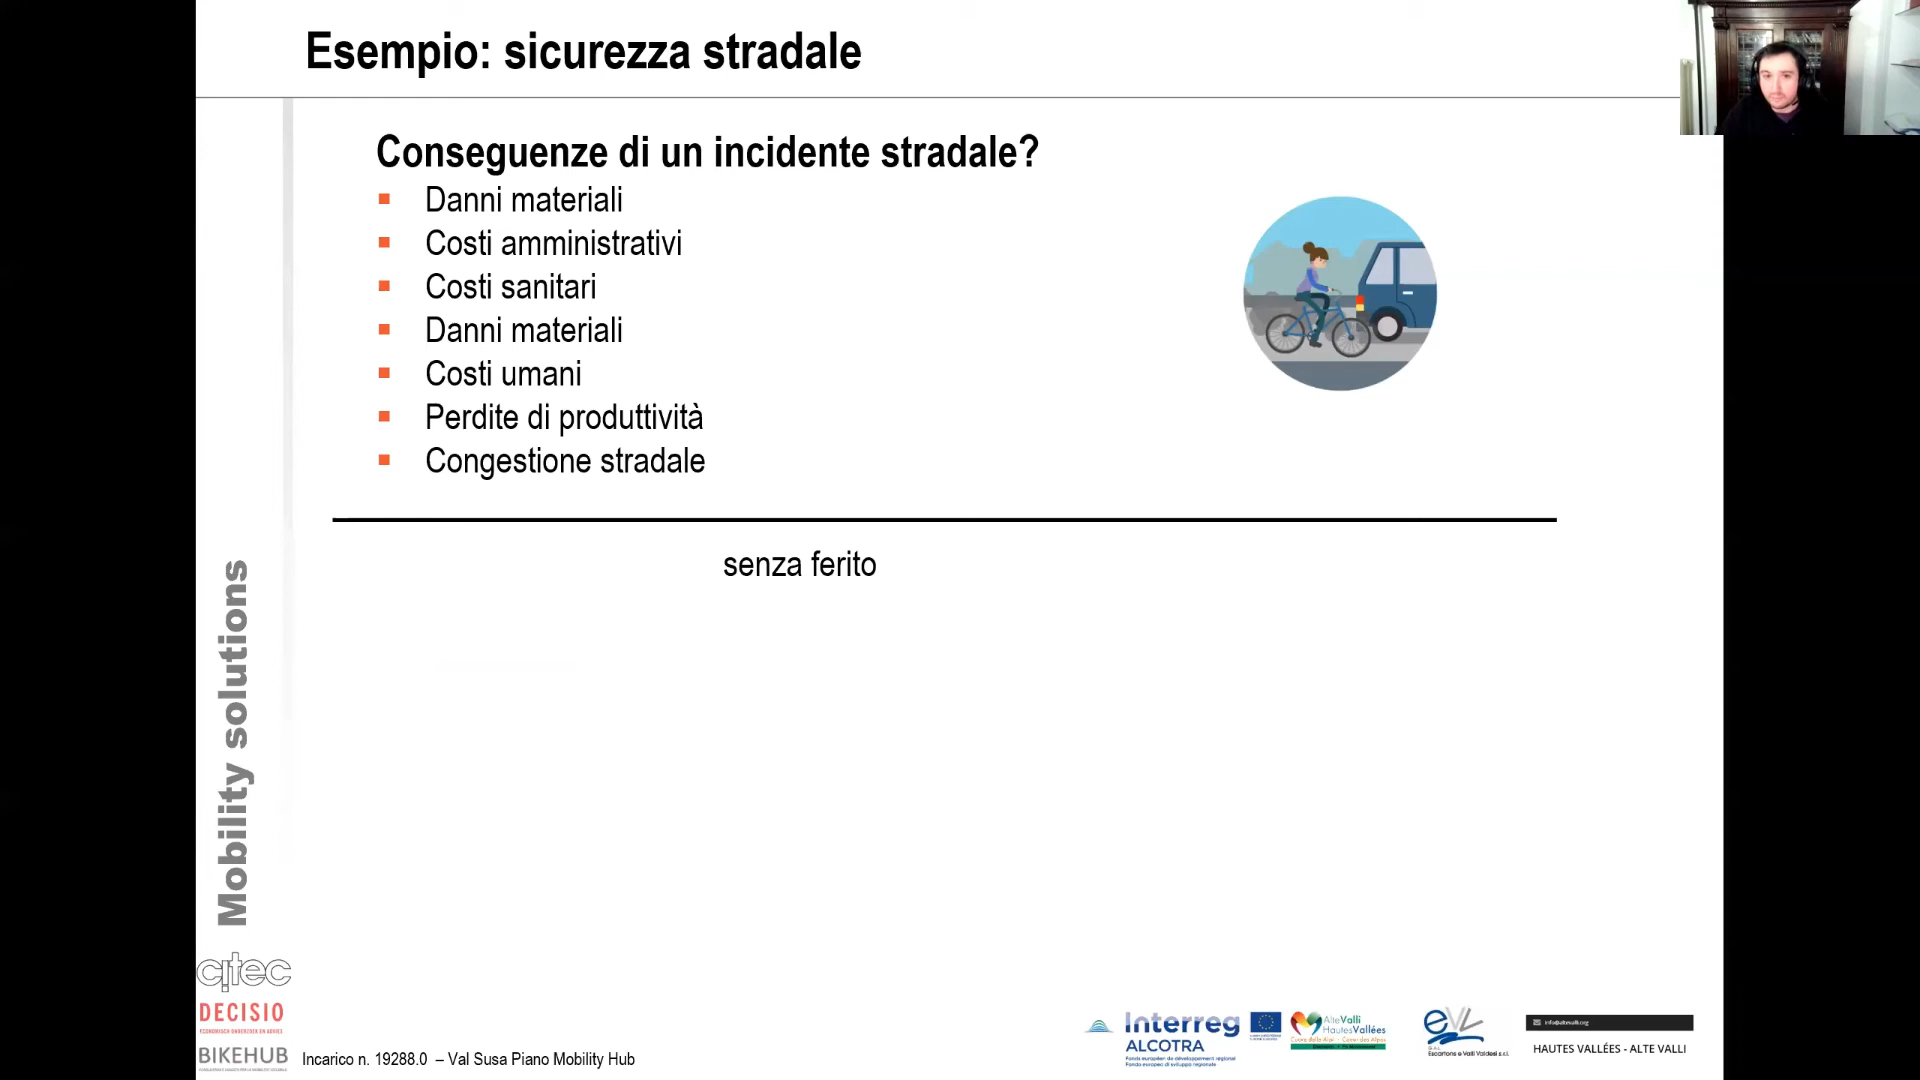 Esempio: sicurezza stradale
Conseguenze di un incidente stradale?
Danni materiali
Costi amministrativi
Costi sanitari
Danni materiali
Costi umani
Perdite di produttività
Congestione stradale
senza ferito
Mobility solutions
citec
DECISIO
ECONOMISCH ONDERZOEK EN ADVIES
BIKEHUB
Incarico n. 19288.0 – Val Susa Piano Mobility Hub
Interreg
ALCOTRA
Fonds européen de développement régional
Fondo europeo di sviluppo regionale
AlteValli
HautesVallées
Cuore delle Alpi - Coeur des Alpes
EVV
G.A.L.
Escartons e Valli Valdesi s.r.l.
info@altevalli.org
HAUTES VALLÉES - ALTE VALLI